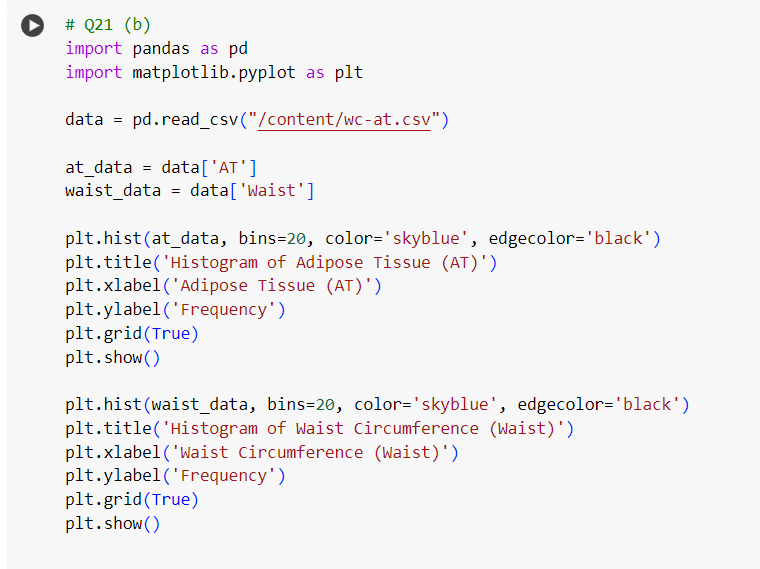 # Q21 (b)
import pandas as pd
import matplotlib.pyplot as plt
data = pd.read_csv("/content/wc-at.csv")
at_data = data['AT']
waist_data = data['Waist']
plt.hist(at_data, bins=20, color='skyblue', edgecolor='black')
plt.title('Histogram of Adipose Tissue (AT)')
plt.xlabel('Adipose Tissue (AT)')
plt.ylabel('Frequency')
plt.grid(True)
plt.show()
plt.hist(waist_data, bins=20, color='skyblue', edgecolor='black')
plt.title('Histogram of Waist Circumference (Waist)')
plt.xlabel('Waist Circumference (Waist)')
plt.ylabel('Frequency')
plt.grid(True)
plt.show()